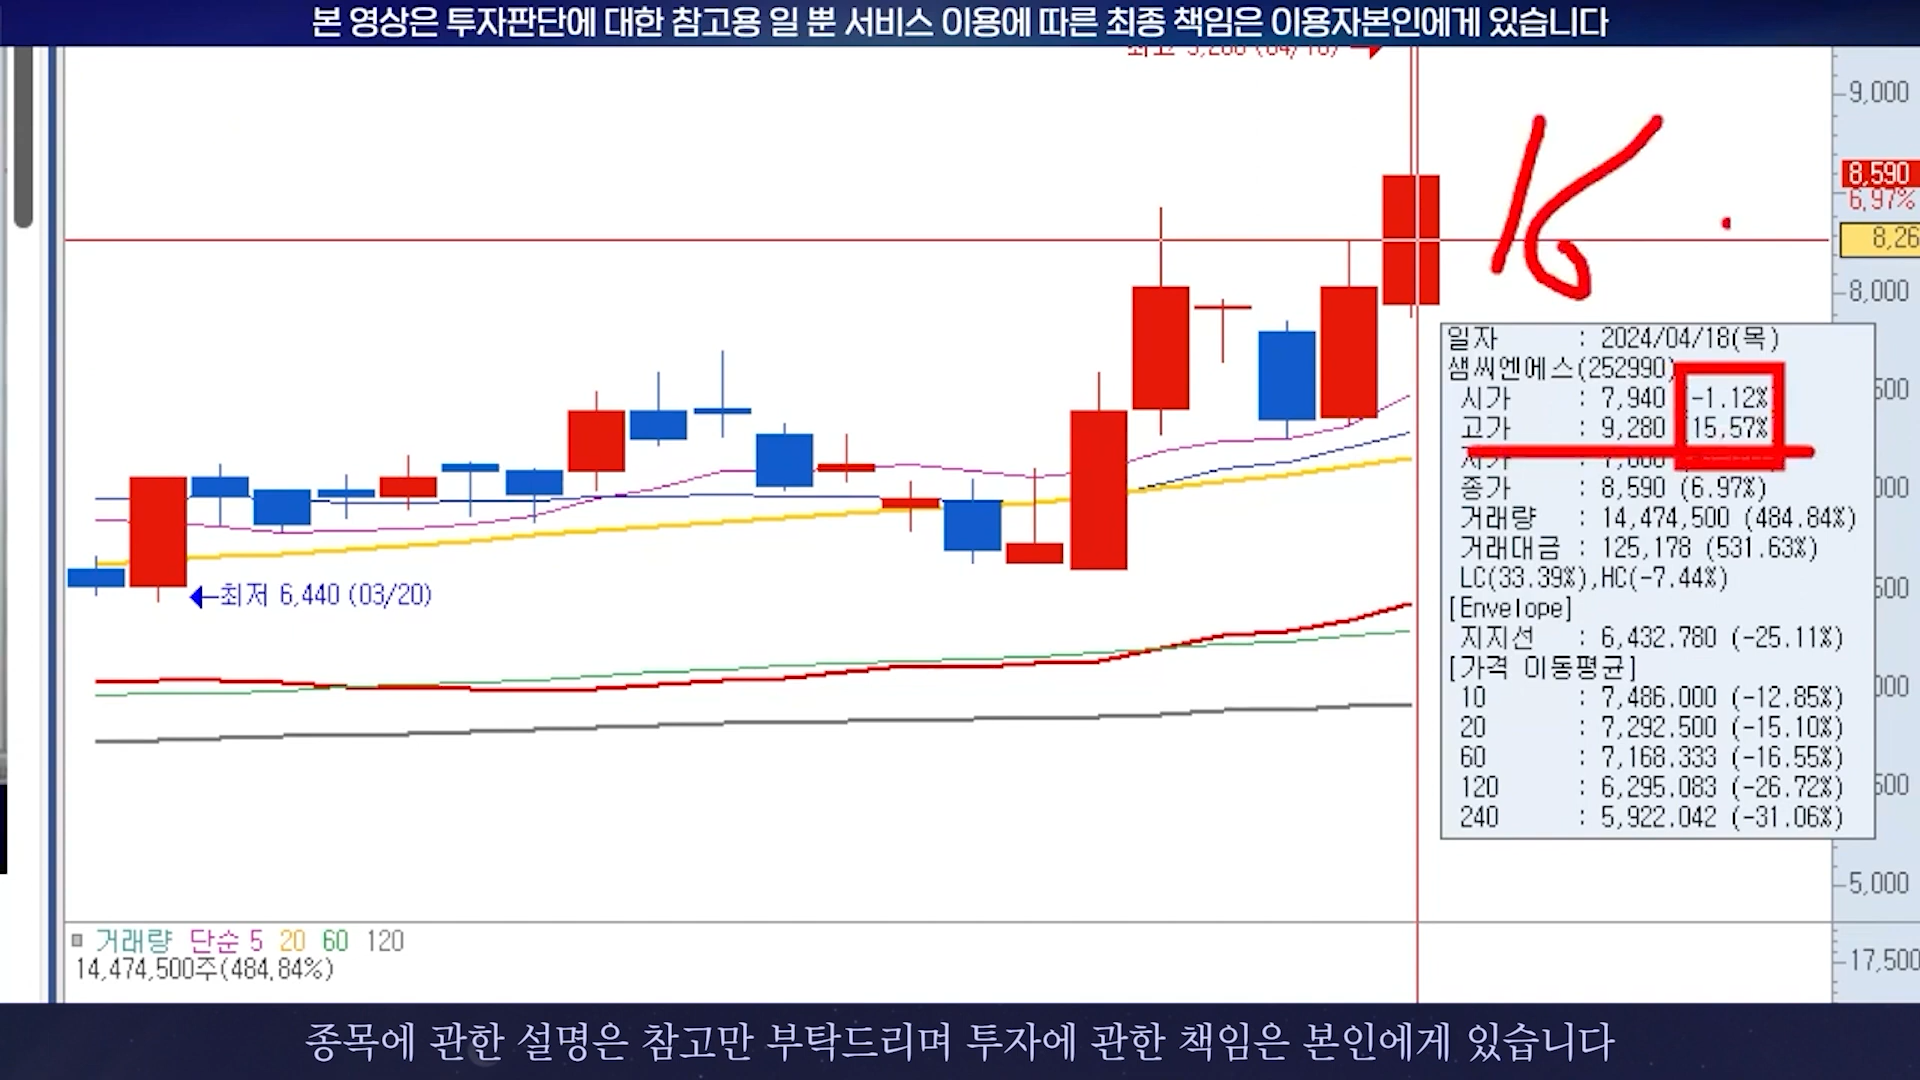 본 영상은 투자판단에 대한 참고용 일 뿐 서비스 이용에 따른 최종 책임은 이용자본인에게 있습니다
9,000
16
8,590
6.97%
8,26
8,000
일자 : 2024/04/18(목)
샘씨엔에스(252990)
시가 : 7,940 -1.12%
고가 : 9,280 15.57%
종가 : 8,590 (6.97%)
거래량 : 14,474,500 (484.84%)
거래대금 : 125,178 (531.63%)
LC(33.39%),HC(-7.44%)
[Envelope]
지지선 : 6,432.780 (-25.11%)
[가격 이동평균]
10 : 7,486.000 (-12.85%)
20 : 7,292.500 (-15.10%)
60 : 7,168.333 (-16.55%)
120 : 6,295.083 (-26.72%)
240 : 5,922.042 (-31.06%)
←최저 6,440 (03/20)
5,000
거래량 단순 5 20 60 120
14,474,500주(484.84%)
17,500
종목에 관한 설명은 참고만 부탁드리며 투자에 관한 책임은 본인에게 있습니다